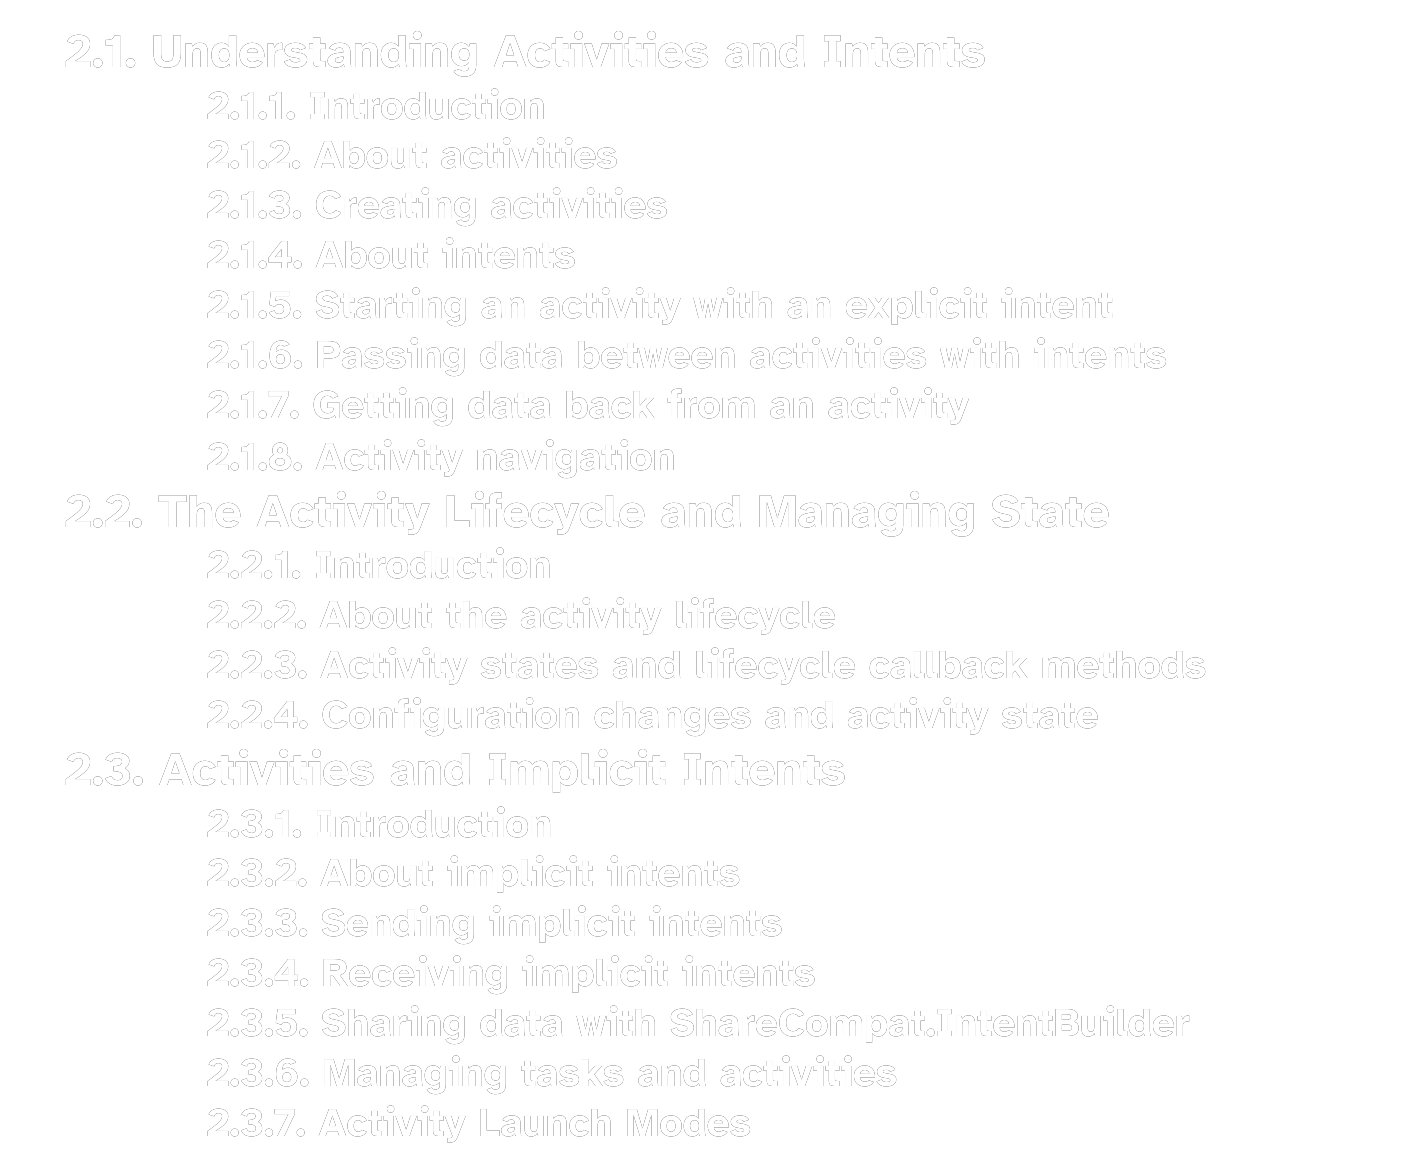 2.1. Understanding Activities and Intents
2.1.1. Introduction
2.1.2. About activities
2.1.3. Creating activities
2.1.4. About intents
2.1.5. Starting an activity with an explicit intent
2.1.6. Passing data between activities with intents
2.1.7. Getting data back from an activity
2.1.8. Activity navigation
2.2. The Activity Lifecycle and Managing State
2.2.1. Introduction
2.2.2. About the activity lifecycle
2.2.3. Activity states and lifecycle callback methods
2.2.4. Configuration changes and activity state
2.3. Activities and Implicit Intents
2.3.1. Introduction
2.3.2. About implicit intents
2.3.3. Sending implicit intents
2.3.4. Receiving implicit intents
2.3.5. Sharing data with ShareCompat.IntentBuilder
2.3.6. Managing tasks and activities
2.3.7. Activity Launch Modes